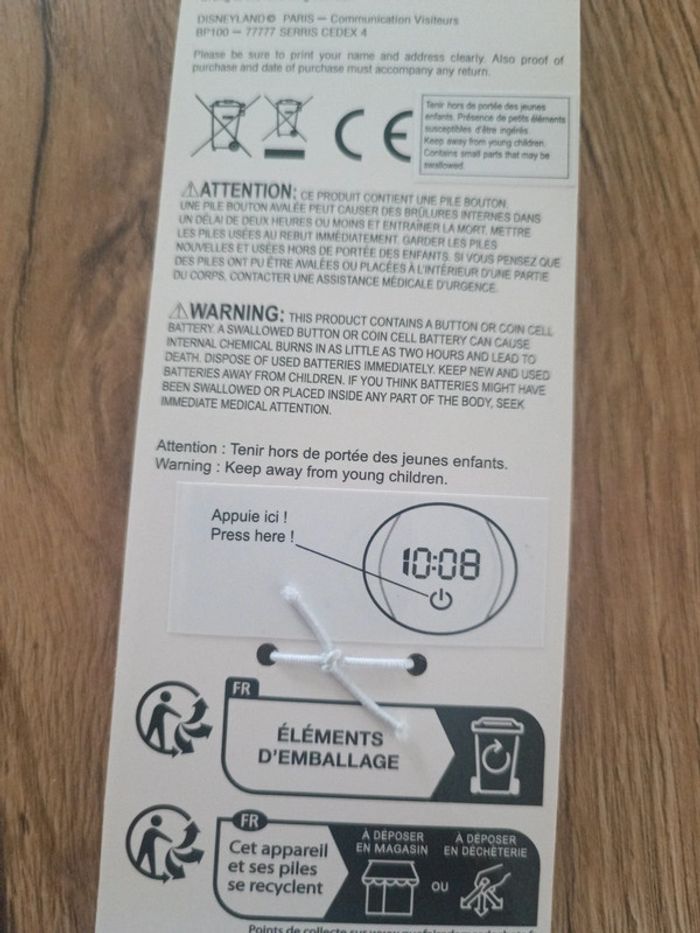 DISNEYLAND® PARIS – Communication Visiteurs
BP100 – 77777 SERRIS CEDEX 4
Please be sure to print your name and address clearly. Also proof of
purchase and date of purchase must accompany any return.
CE
Tenir hors de portée des jeunes
enfants. Présence de petits éléments
susceptibles d'être ingérés.
Keep away from young children.
Contains small parts that may be
swallowed.
⚠ATTENTION: CE PRODUIT CONTIENT UNE PILE BOUTON.
UNE PILE BOUTON AVALÉE PEUT CAUSER DES BRÛLURES INTERNES DANS
UN DÉLAI DE DEUX HEURES OU MOINS ET ENTRAÎNER LA MORT. METTRE
LES PILES USÉES AU REBUT IMMÉDIATEMENT. GARDER LES PILES
NOUVELLES ET USÉES HORS DE PORTÉE DES ENFANTS. SI VOUS PENSEZ QUE
DES PILES ONT PU ÊTRE AVALÉES OU PLACÉES À L'INTÉRIEUR D'UNE PARTIE
DU CORPS, CONTACTER UNE ASSISTANCE MÉDICALE D'URGENCE.
⚠WARNING: THIS PRODUCT CONTAINS A BUTTON OR COIN CELL
BATTERY. A SWALLOWED BUTTON OR COIN CELL BATTERY CAN CAUSE
INTERNAL CHEMICAL BURNS IN AS LITTLE AS TWO HOURS AND LEAD TO
DEATH. DISPOSE OF USED BATTERIES IMMEDIATELY. KEEP NEW AND USED
BATTERIES AWAY FROM CHILDREN. IF YOU THINK BATTERIES MIGHT HAVE
BEEN SWALLOWED OR PLACED INSIDE ANY PART OF THE BODY, SEEK
IMMEDIATE MEDICAL ATTENTION.
Attention : Tenir hors de portée des jeunes enfants.
Warning : Keep away from young children.
Appuie ici !
Press here !
10:08
FR
ÉLÉMENTS
D'EMBALLAGE
FR
Cet appareil
et ses piles
se recyclent
À DÉPOSER
EN MAGASIN
OU
À DÉPOSER
EN DÉCHÈTERIE
Points de collecte sur